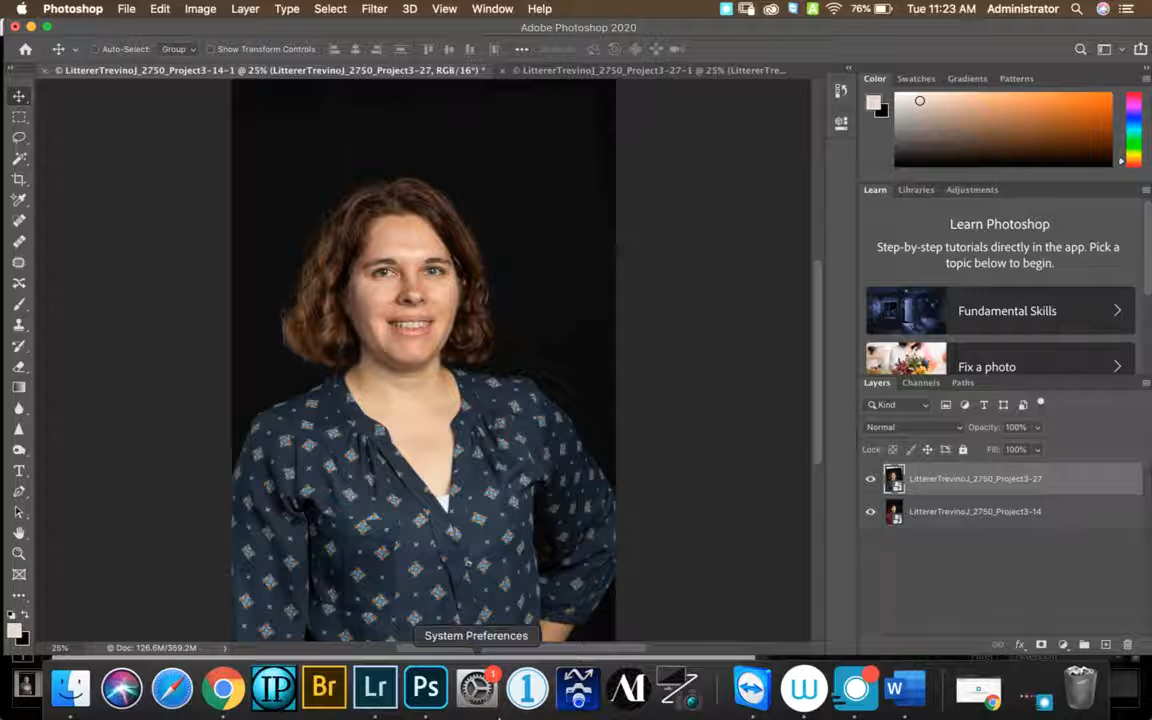 Photoshop File Edit Image Layer Type Select Filter 3D View Window Help 76% Tue 11:23 AM Administrator
Adobe Photoshop 2020
Auto-Select: Group Show Transform Controls
LittererTrevinoJ_2750_Project3-14-1 @ 25% (LittererTrevinoJ_2750_Project3-27, RGB/16*) * LittererTrevinoJ_2750_Project3-27-1 @ 25% (LittererTre...
Color Swatches Gradients Patterns
Learn Libraries Adjustments
Learn Photoshop
Step-by-step tutorials directly in the app. Pick a
topic below to begin.
Fundamental Skills
Fix a photo
Layers Channels Paths
Kind
Normal Opacity: 100%
Lock: Fill: 100%
LittererTrevinoJ_2750_Project3-27
LittererTrevinoJ_2750_Project3-14
System Preferences
25% Doc: 126.6M/359.2M
IP Br Lr Ps 1 1 W W